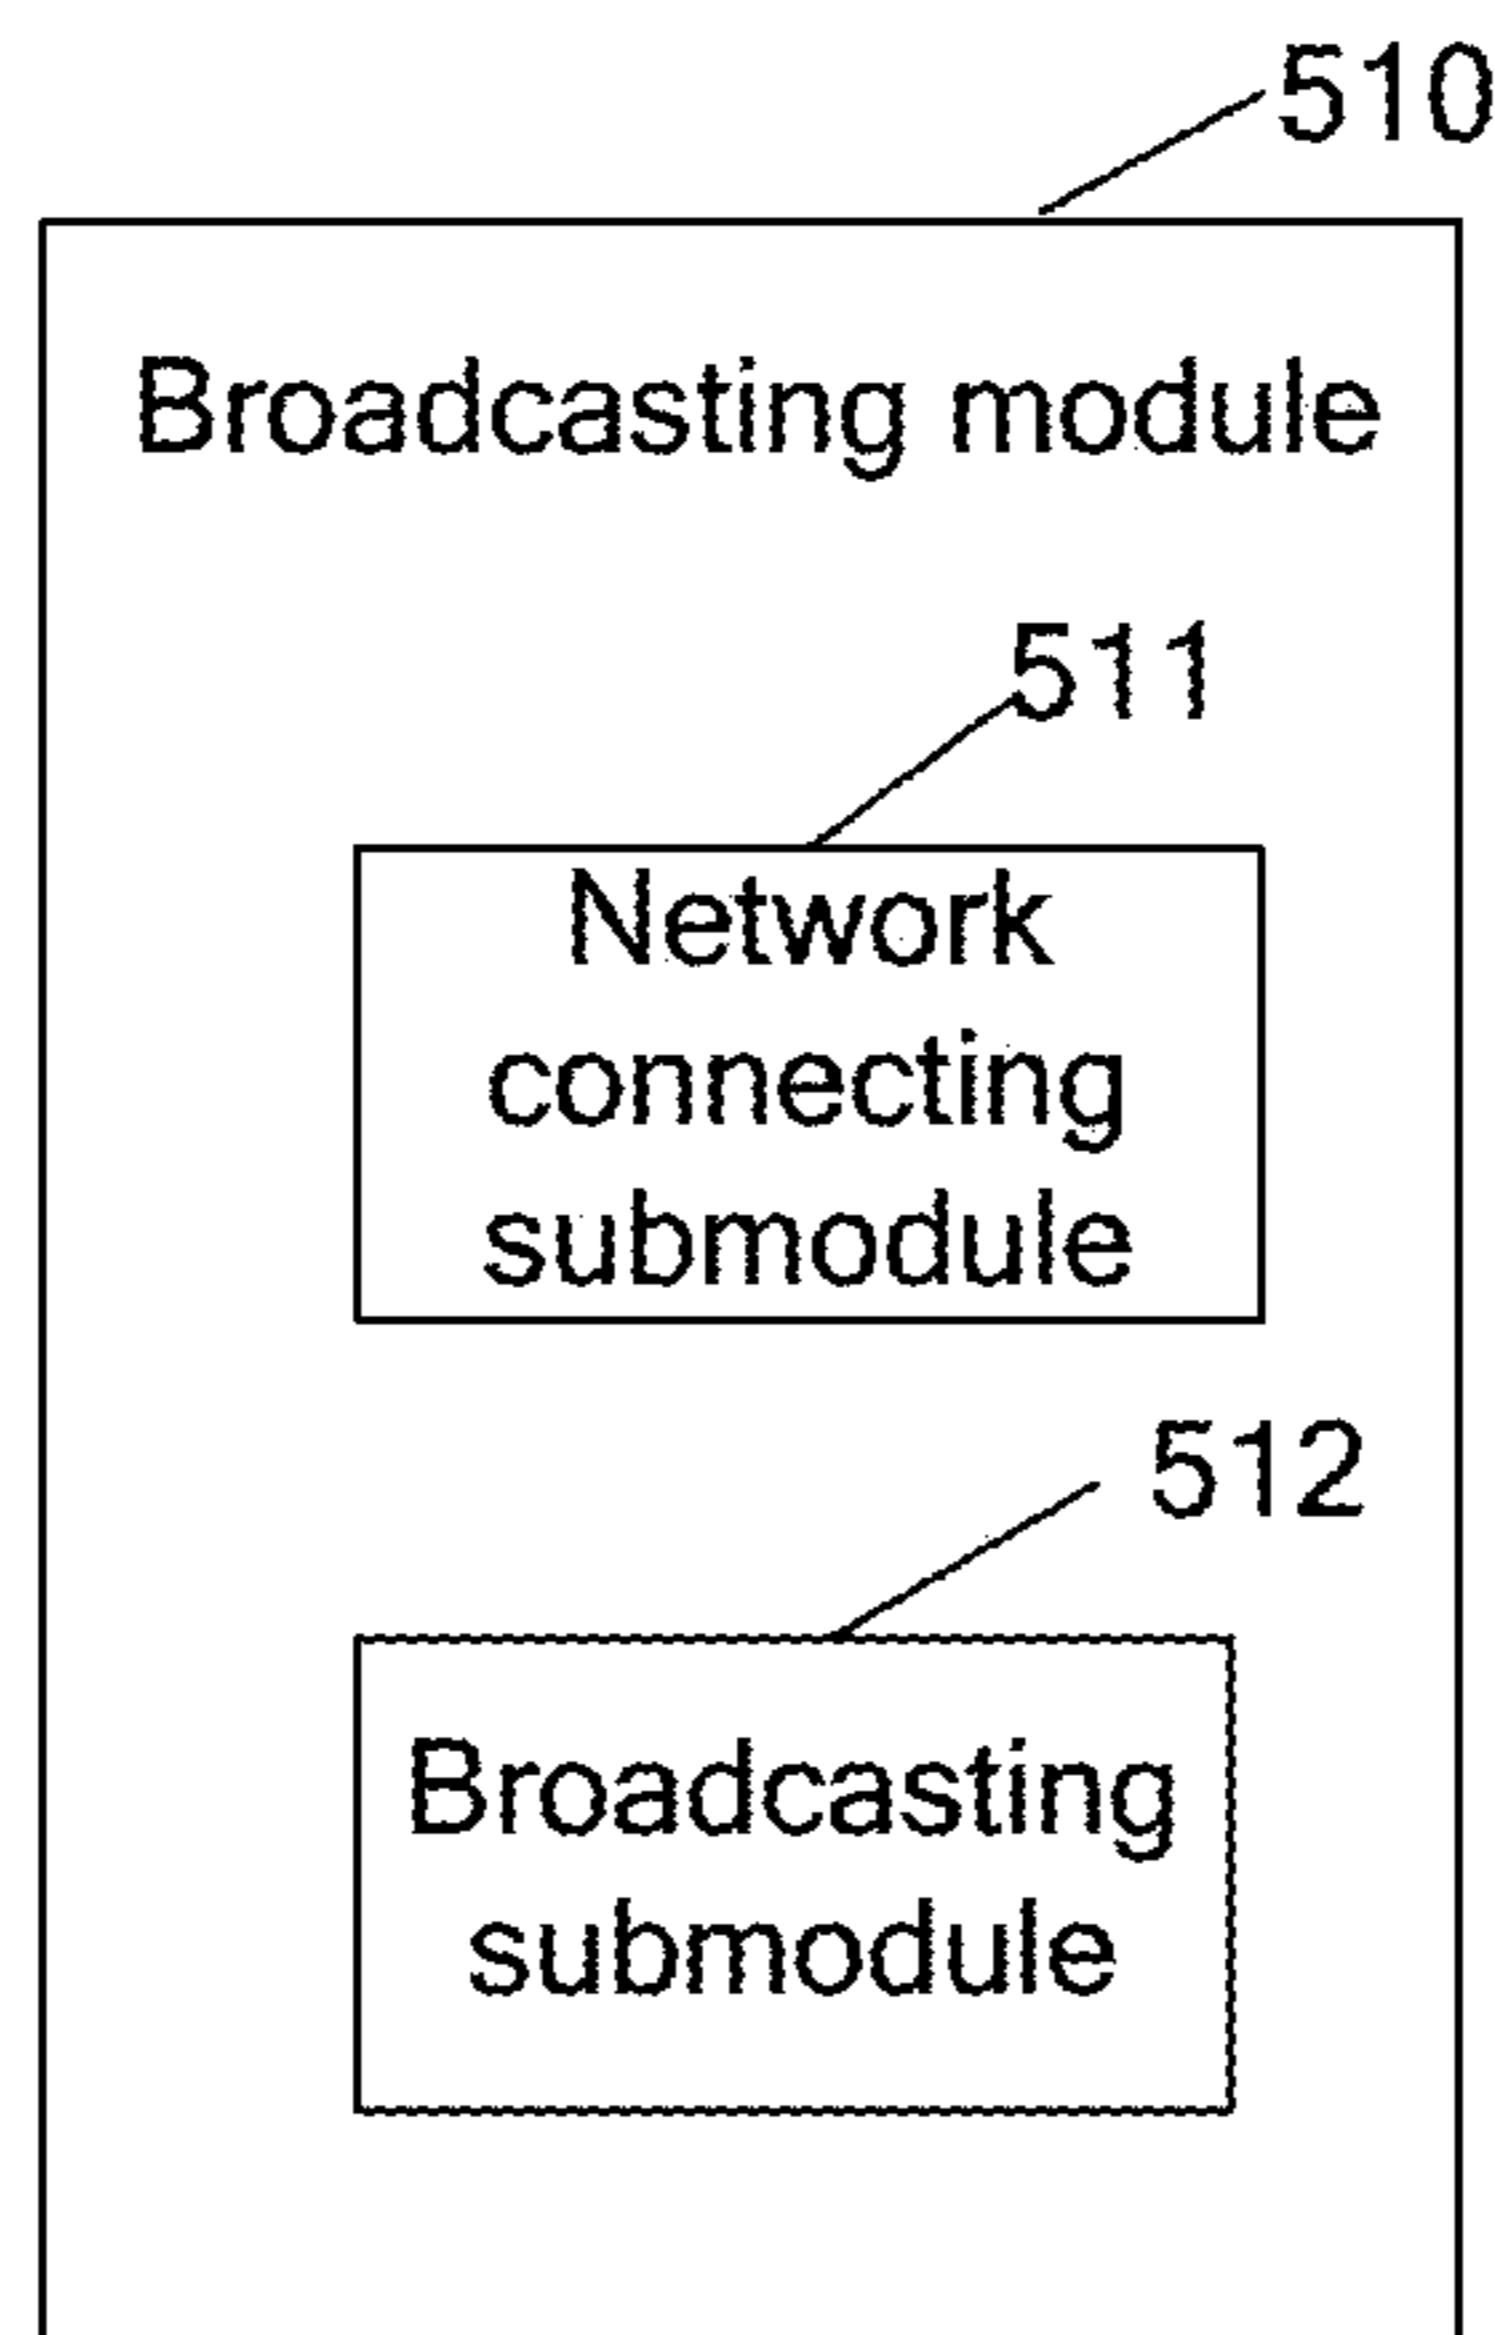 510
Broadcasting module
511
Network
connecting
submodule
512
Broadcasting
submodule